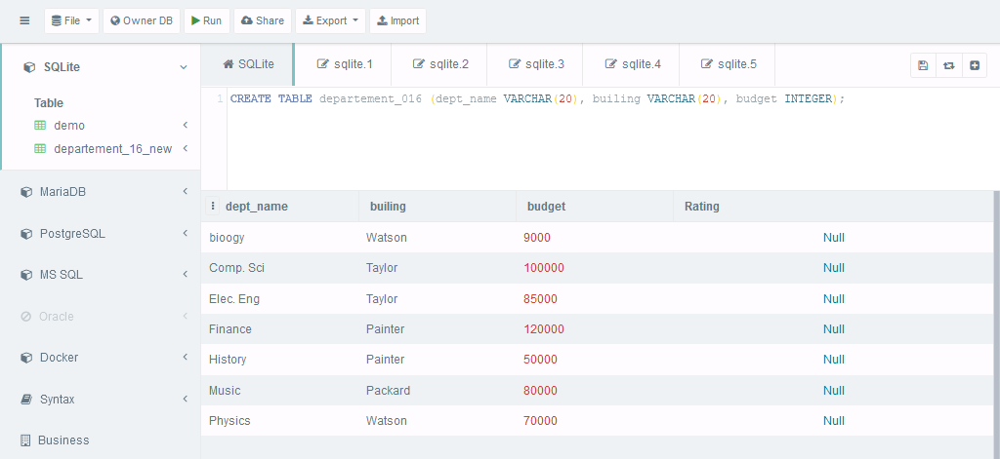 File Owner DB Run Share Export Import
SQLite
Table
demo
departement_16_new
MariaDB
PostgreSQL
MS SQL
Oracle
Docker
Syntax
Business
SQLite sqlite.1 sqlite.2 sqlite.3 sqlite.4 sqlite.5
1 CREATE TABLE departement_016 (dept_name VARCHAR(20), builing VARCHAR(20), budget INTEGER);
dept_name builing budget Rating
bioogy Watson 9000 Null
Comp. Sci Taylor 100000 Null
Elec. Eng Taylor 85000 Null
Finance Painter 120000 Null
History Painter 50000 Null
Music Packard 80000 Null
Physics Watson 70000 Null